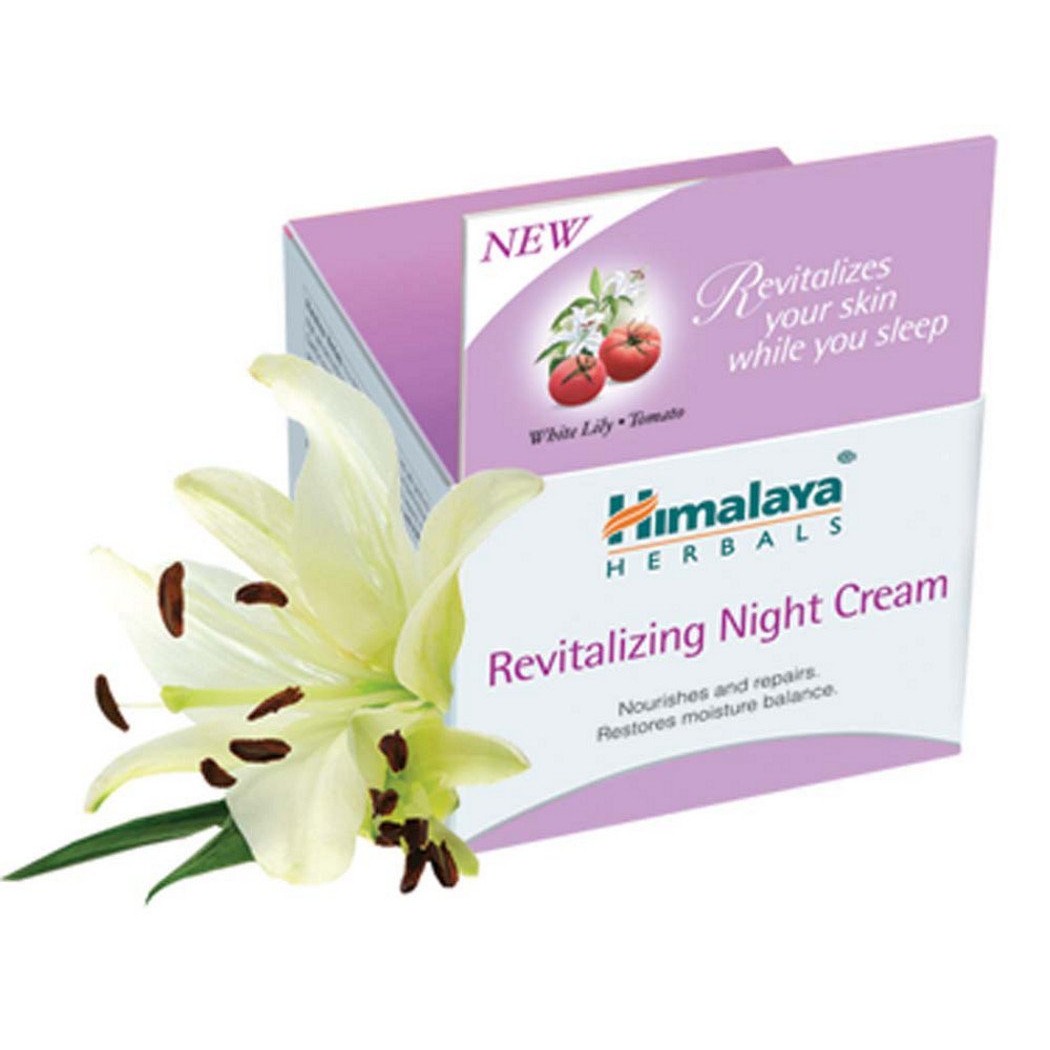 NEW
Revitalizes
your skin
while you sleep
White Lily • Tomato
Himalaya®
HERBALS
Revitalizing Night Cream
Nourishes and repairs.
Restores moisture balance.